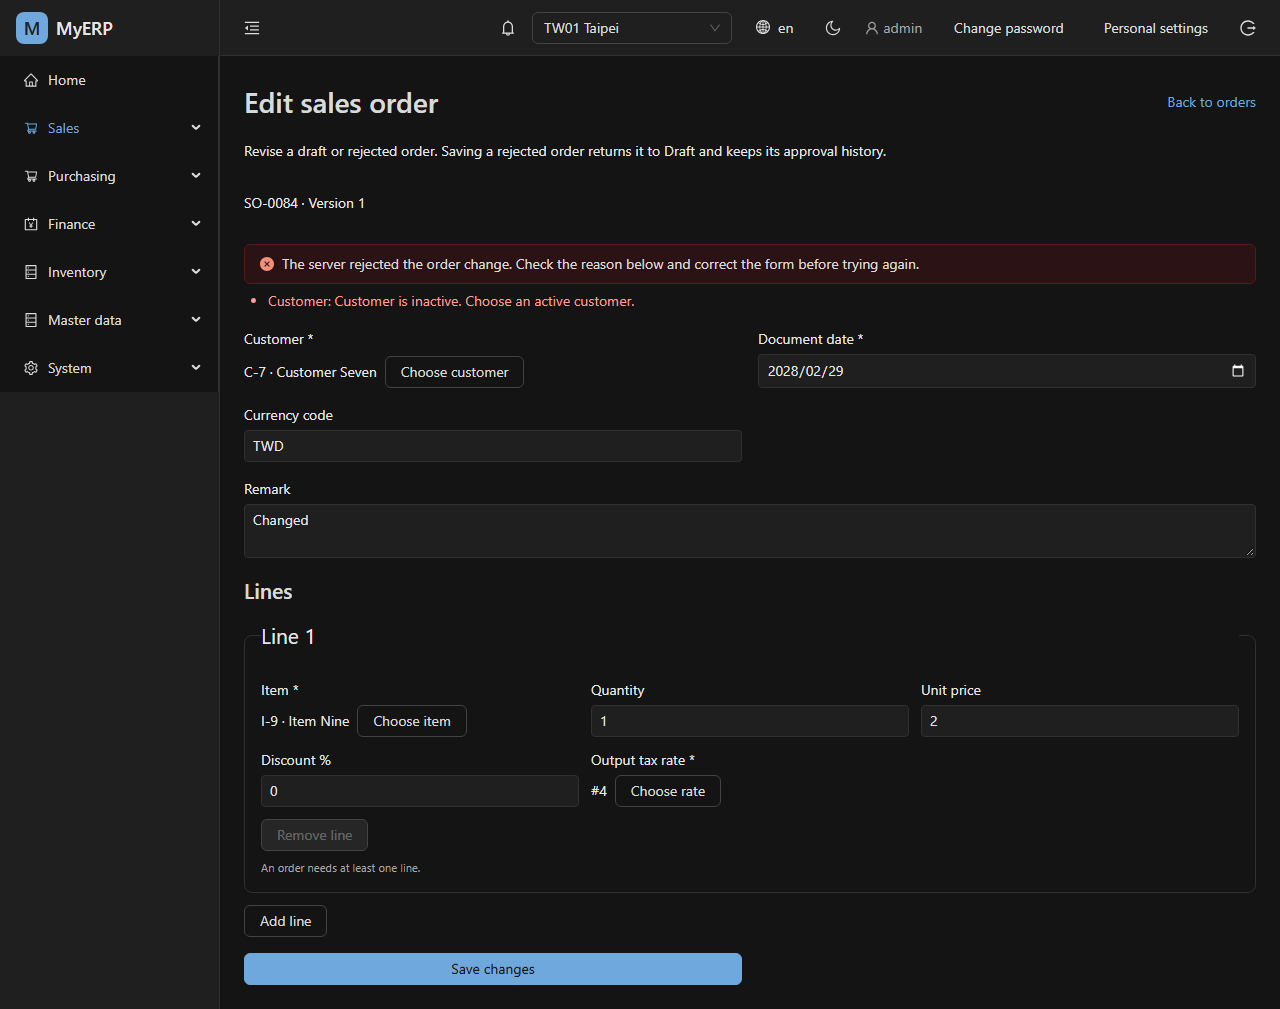 M MyERP
TW01 Taipei
en
admin
Change password
Personal settings
Home
Sales
Purchasing
Finance
Inventory
Master data
System
Edit sales order
Back to orders
Revise a draft or rejected order. Saving a rejected order returns it to Draft and keeps its approval history.
SO-0084 · Version 1
The server rejected the order change. Check the reason below and correct the form before trying again.
• Customer: Customer is inactive. Choose an active customer.
Customer *
C-7 · Customer Seven
Choose customer
Document date *
2028/02/29
Currency code
TWD
Remark
Changed
Lines
Line 1
Item *
I-9 · Item Nine
Choose item
Quantity
1
Unit price
2
Discount %
0
Output tax rate *
#4
Choose rate
Remove line
An order needs at least one line.
Add line
Save changes